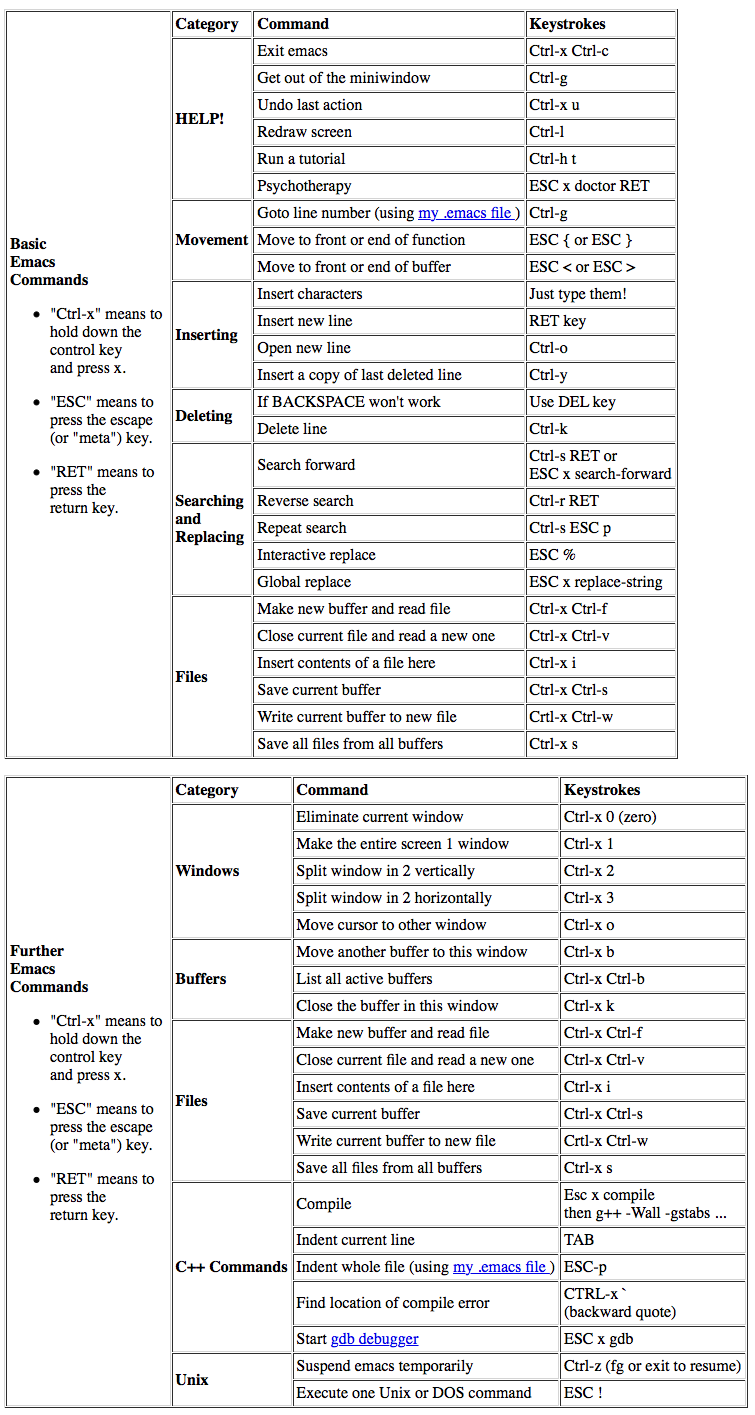 Category Command Keystrokes
Basic
Emacs
Commands
"Ctrl-x" means to
hold down the
control key
and press x.
"ESC" means to
press the escape
(or "meta") key.
"RET" means to
press the
return key.
HELP!
Exit emacs Ctrl-x Ctrl-c
Get out of the miniwindow Ctrl-g
Undo last action Ctrl-x u
Redraw screen Ctrl-l
Run a tutorial Ctrl-h t
Psychotherapy ESC x doctor RET
Movement
Goto line number (using my .emacs file ) Ctrl-g
Move to front or end of function ESC { or ESC }
Move to front or end of buffer ESC < or ESC >
Inserting
Insert characters Just type them!
Insert new line RET key
Open new line Ctrl-o
Insert a copy of last deleted line Ctrl-y
Deleting
If BACKSPACE won't work Use DEL key
Delete line Ctrl-k
Searching
and
Replacing
Search forward Ctrl-s RET or
ESC x search-forward
Reverse search Ctrl-r RET
Repeat search Ctrl-s ESC p
Interactive replace ESC %
Global replace ESC x replace-string
Files
Make new buffer and read file Ctrl-x Ctrl-f
Close current file and read a new one Ctrl-x Ctrl-v
Insert contents of a file here Ctrl-x i
Save current buffer Ctrl-x Ctrl-s
Write current buffer to new file Crtl-x Ctrl-w
Save all files from all buffers Ctrl-x s
Category Command Keystrokes
Further
Emacs
Commands
"Ctrl-x" means to
hold down the
control key
and press x.
"ESC" means to
press the escape
(or "meta") key.
"RET" means to
press the
return key.
Windows
Eliminate current window Ctrl-x 0 (zero)
Make the entire screen 1 window Ctrl-x 1
Split window in 2 vertically Ctrl-x 2
Split window in 2 horizontally Ctrl-x 3
Move cursor to other window Ctrl-x o
Buffers
Move another buffer to this window Ctrl-x b
List all active buffers Ctrl-x Ctrl-b
Close the buffer in this window Ctrl-x k
Files
Make new buffer and read file Ctrl-x Ctrl-f
Close current file and read a new one Ctrl-x Ctrl-v
Insert contents of a file here Ctrl-x i
Save current buffer Ctrl-x Ctrl-s
Write current buffer to new file Crtl-x Ctrl-w
Save all files from all buffers Ctrl-x s
C++ Commands
Compile Esc x compile
then g++ -Wall -gstabs ...
Indent current line TAB
Indent whole file (using my .emacs file ) ESC-p
Find location of compile error CTRL-x `
(backward quote)
Start gdb debugger ESC x gdb
Unix
Suspend emacs temporarily Ctrl-z (fg or exit to resume)
Execute one Unix or DOS command ESC !